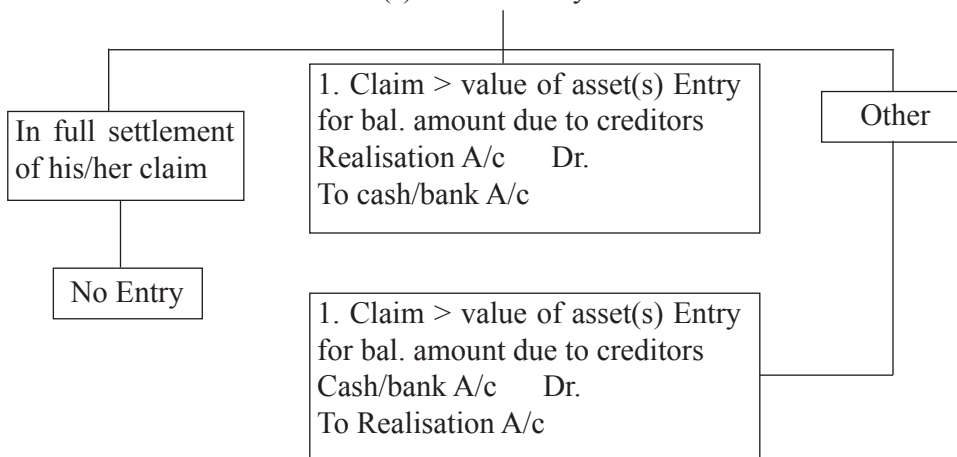 1. Claim > value of asset(s) Entry
for bal. amount due to creditors
Realisation A/c Dr.
To cash/bank A/c
In full settlement
of his/her claim
Other
No Entry
1. Claim > value of asset(s) Entry
for bal. amount due to creditors
Cash/bank A/c Dr.
To Realisation A/c